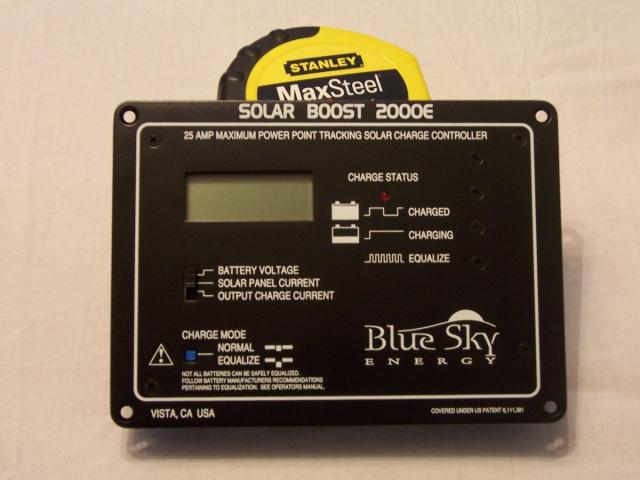 STANLEY
MaxSteel
SOLAR BOOST 2000E
25 AMP MAXIMUM POWER POINT TRACKING SOLAR CHARGE CONTROLLER
CHARGE STATUS
CHARGED
CHARGING
EQUALIZE
BATTERY VOLTAGE
SOLAR PANEL CURRENT
OUTPUT CHARGE CURRENT
CHARGE MODE
NORMAL
EQUALIZE
NOT ALL BATTERIES CAN BE SAFELY EQUALIZED.
FOLLOW BATTERY MANUFACTURERS RECOMMENDATIONS
PERTAINING TO EQUALIZATION. SEE OPERATORS MANUAL.
Blue Sky
ENERGY
VISTA, CA USA
COVERED UNDER US PATENT 6,111,391